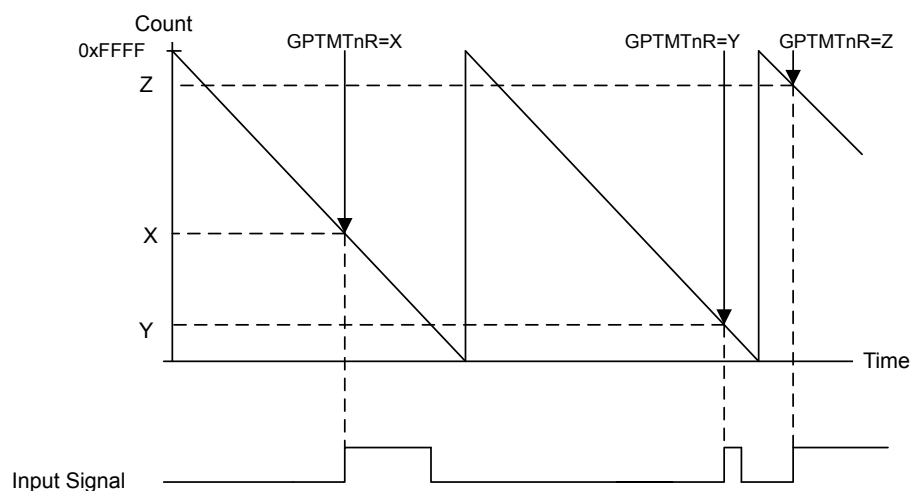 Count
0xFFFF
GPTMTnR=X
GPTMTnR=Y
GPTMTnR=Z
Z
X
Y
Time
Input Signal